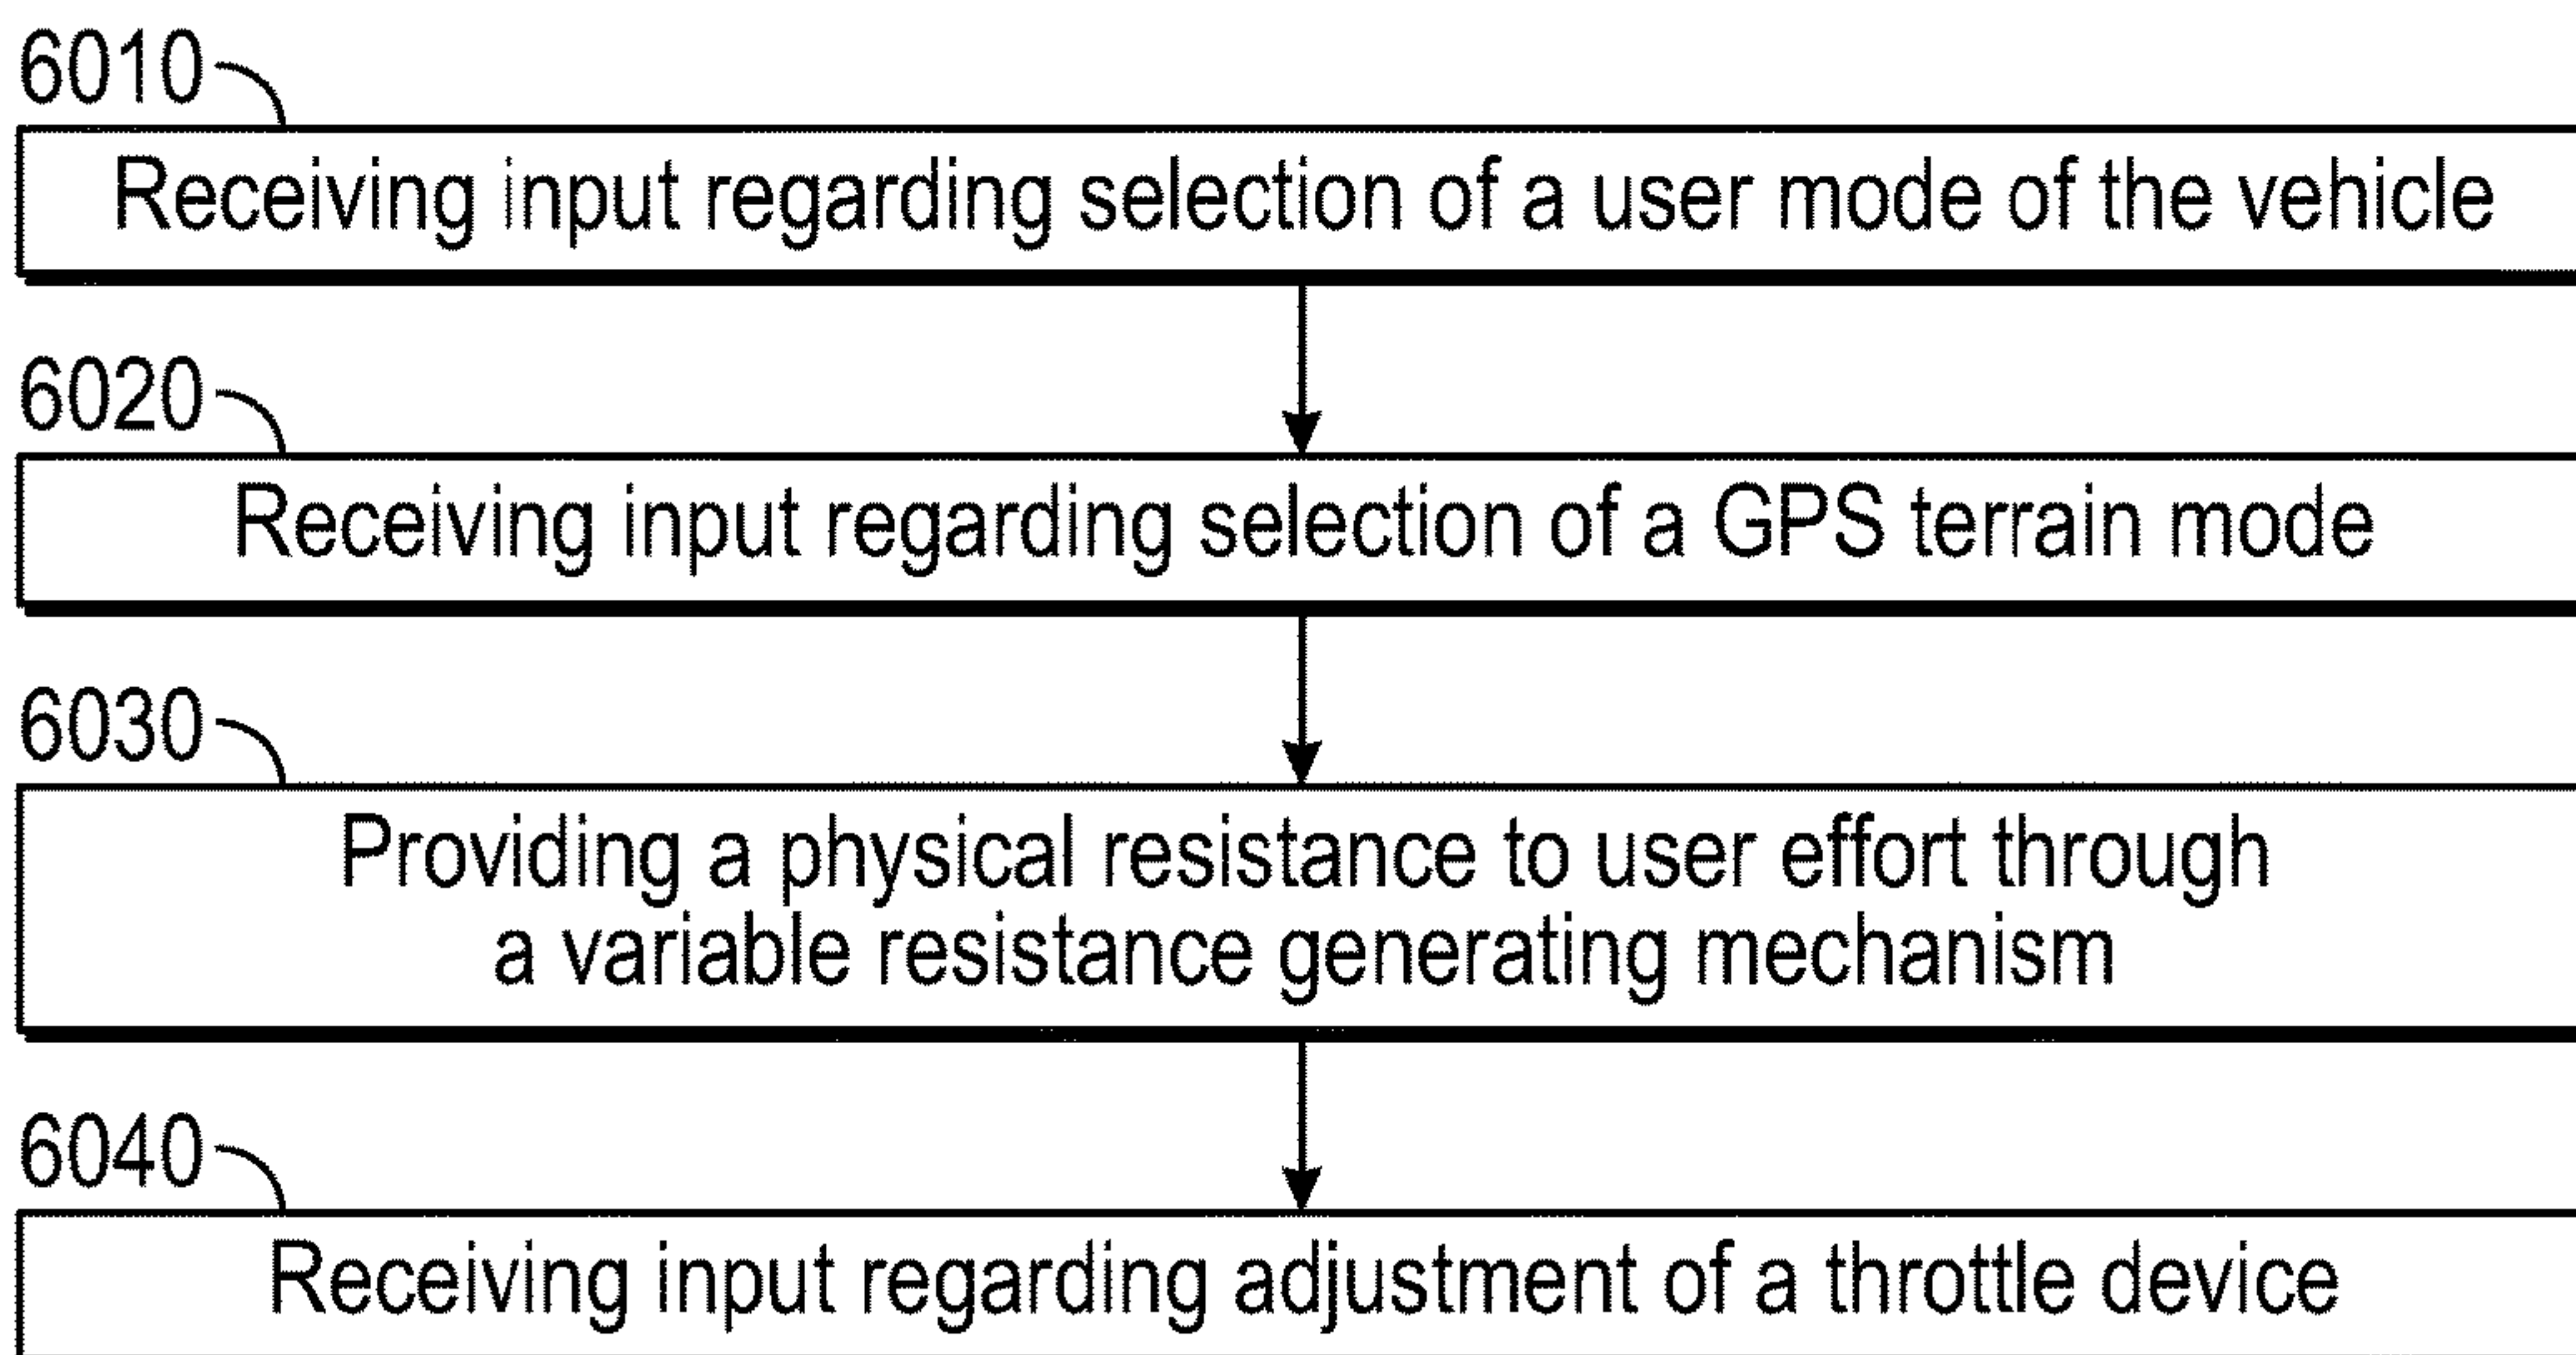 6010
Receiving input regarding selection of a user mode of the vehicle
6020
Receiving input regarding selection of a GPS terrain mode
6030
Providing a physical resistance to user effort through
a variable resistance generating mechanism
6040
Receiving input regarding adjustment of a throttle device